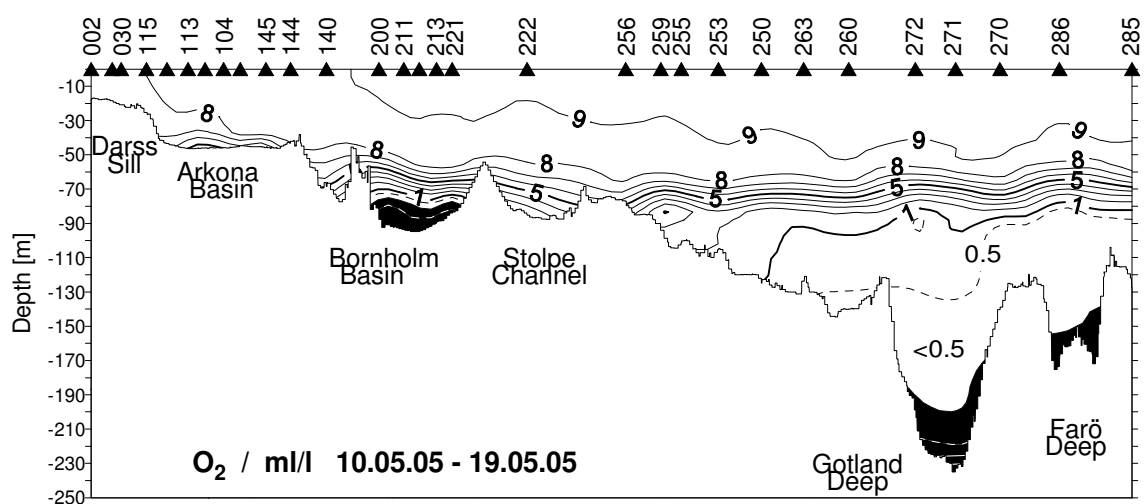 002 030 115 113 104 145 144 140 200 211 213 221 222 256 259 255 253 250 263 260 272 271 270 286 285
Depth [m]
-10
-30
-50
-70
-90
-110
-130
-150
-170
-190
-210
-230
-250
8
8
9
8
9
8
9
8
9
8
1
5
5
5
5
1
1
0.5
<0.5
Darss
Sill
Arkona
Basin
Bornholm
Basin
Stolpe
Channel
Gotland
Deep
Farö
Deep
O₂ / ml/l 10.05.05 - 19.05.05